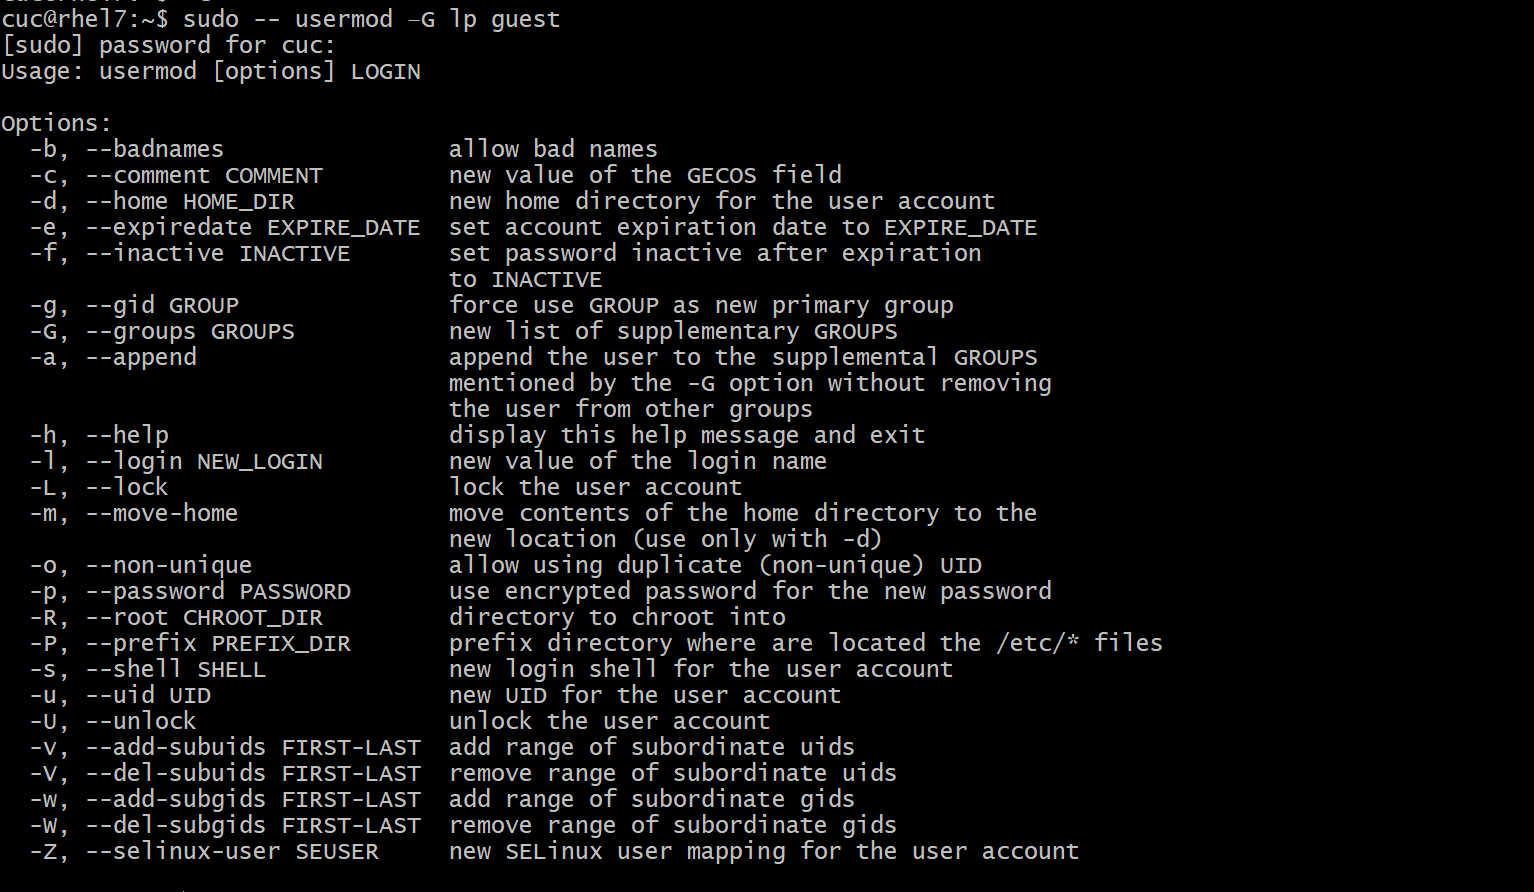 cuc@rhel7:~$ sudo -- usermod –G lp guest
[sudo] password for cuc:
Usage: usermod [options] LOGIN

Options:
  -b, --badnames                allow bad names
  -c, --comment COMMENT         new value of the GECOS field
  -d, --home HOME_DIR           new home directory for the user account
  -e, --expiredate EXPIRE_DATE  set account expiration date to EXPIRE_DATE
  -f, --inactive INACTIVE       set password inactive after expiration
                                to INACTIVE
  -g, --gid GROUP               force use GROUP as new primary group
  -G, --groups GROUPS           new list of supplementary GROUPS
  -a, --append                  append the user to the supplemental GROUPS
                                mentioned by the -G option without removing
                                the user from other groups
  -h, --help                    display this help message and exit
  -l, --login NEW_LOGIN         new value of the login name
  -L, --lock                    lock the user account
  -m, --move-home               move contents of the home directory to the
                                new location (use only with -d)
  -o, --non-unique              allow using duplicate (non-unique) UID
  -p, --password PASSWORD       use encrypted password for the new password
  -R, --root CHROOT_DIR         directory to chroot into
  -P, --prefix PREFIX_DIR       prefix directory where are located the /etc/* files
  -s, --shell SHELL             new login shell for the user account
  -u, --uid UID                 new UID for the user account
  -U, --unlock                  unlock the user account
  -v, --add-subuids FIRST-LAST  add range of subordinate uids
  -V, --del-subuids FIRST-LAST  remove range of subordinate uids
  -w, --add-subgids FIRST-LAST  add range of subordinate gids
  -W, --del-subgids FIRST-LAST  remove range of subordinate gids
  -Z, --selinux-user SEUSER     new SELinux user mapping for the user account